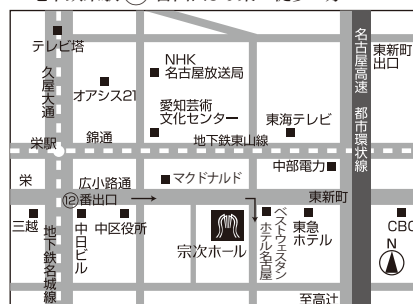 テレビ塔
久屋大通
オアシス21
NHK
名古屋放送局
名古屋高速 都市環状線
東新町
出口
愛知芸術
文化センター
東海テレビ
錦通
地下鉄東山線
栄駅
中部電力
栄
広小路通
マクドナルド
⑫番出口
東新町
三越
地下鉄名城線
中日ビル
中区役所
宗次ホール
ベストウェスタン
ホテル名古屋
東急
ホテル
CBC
N
至高辻